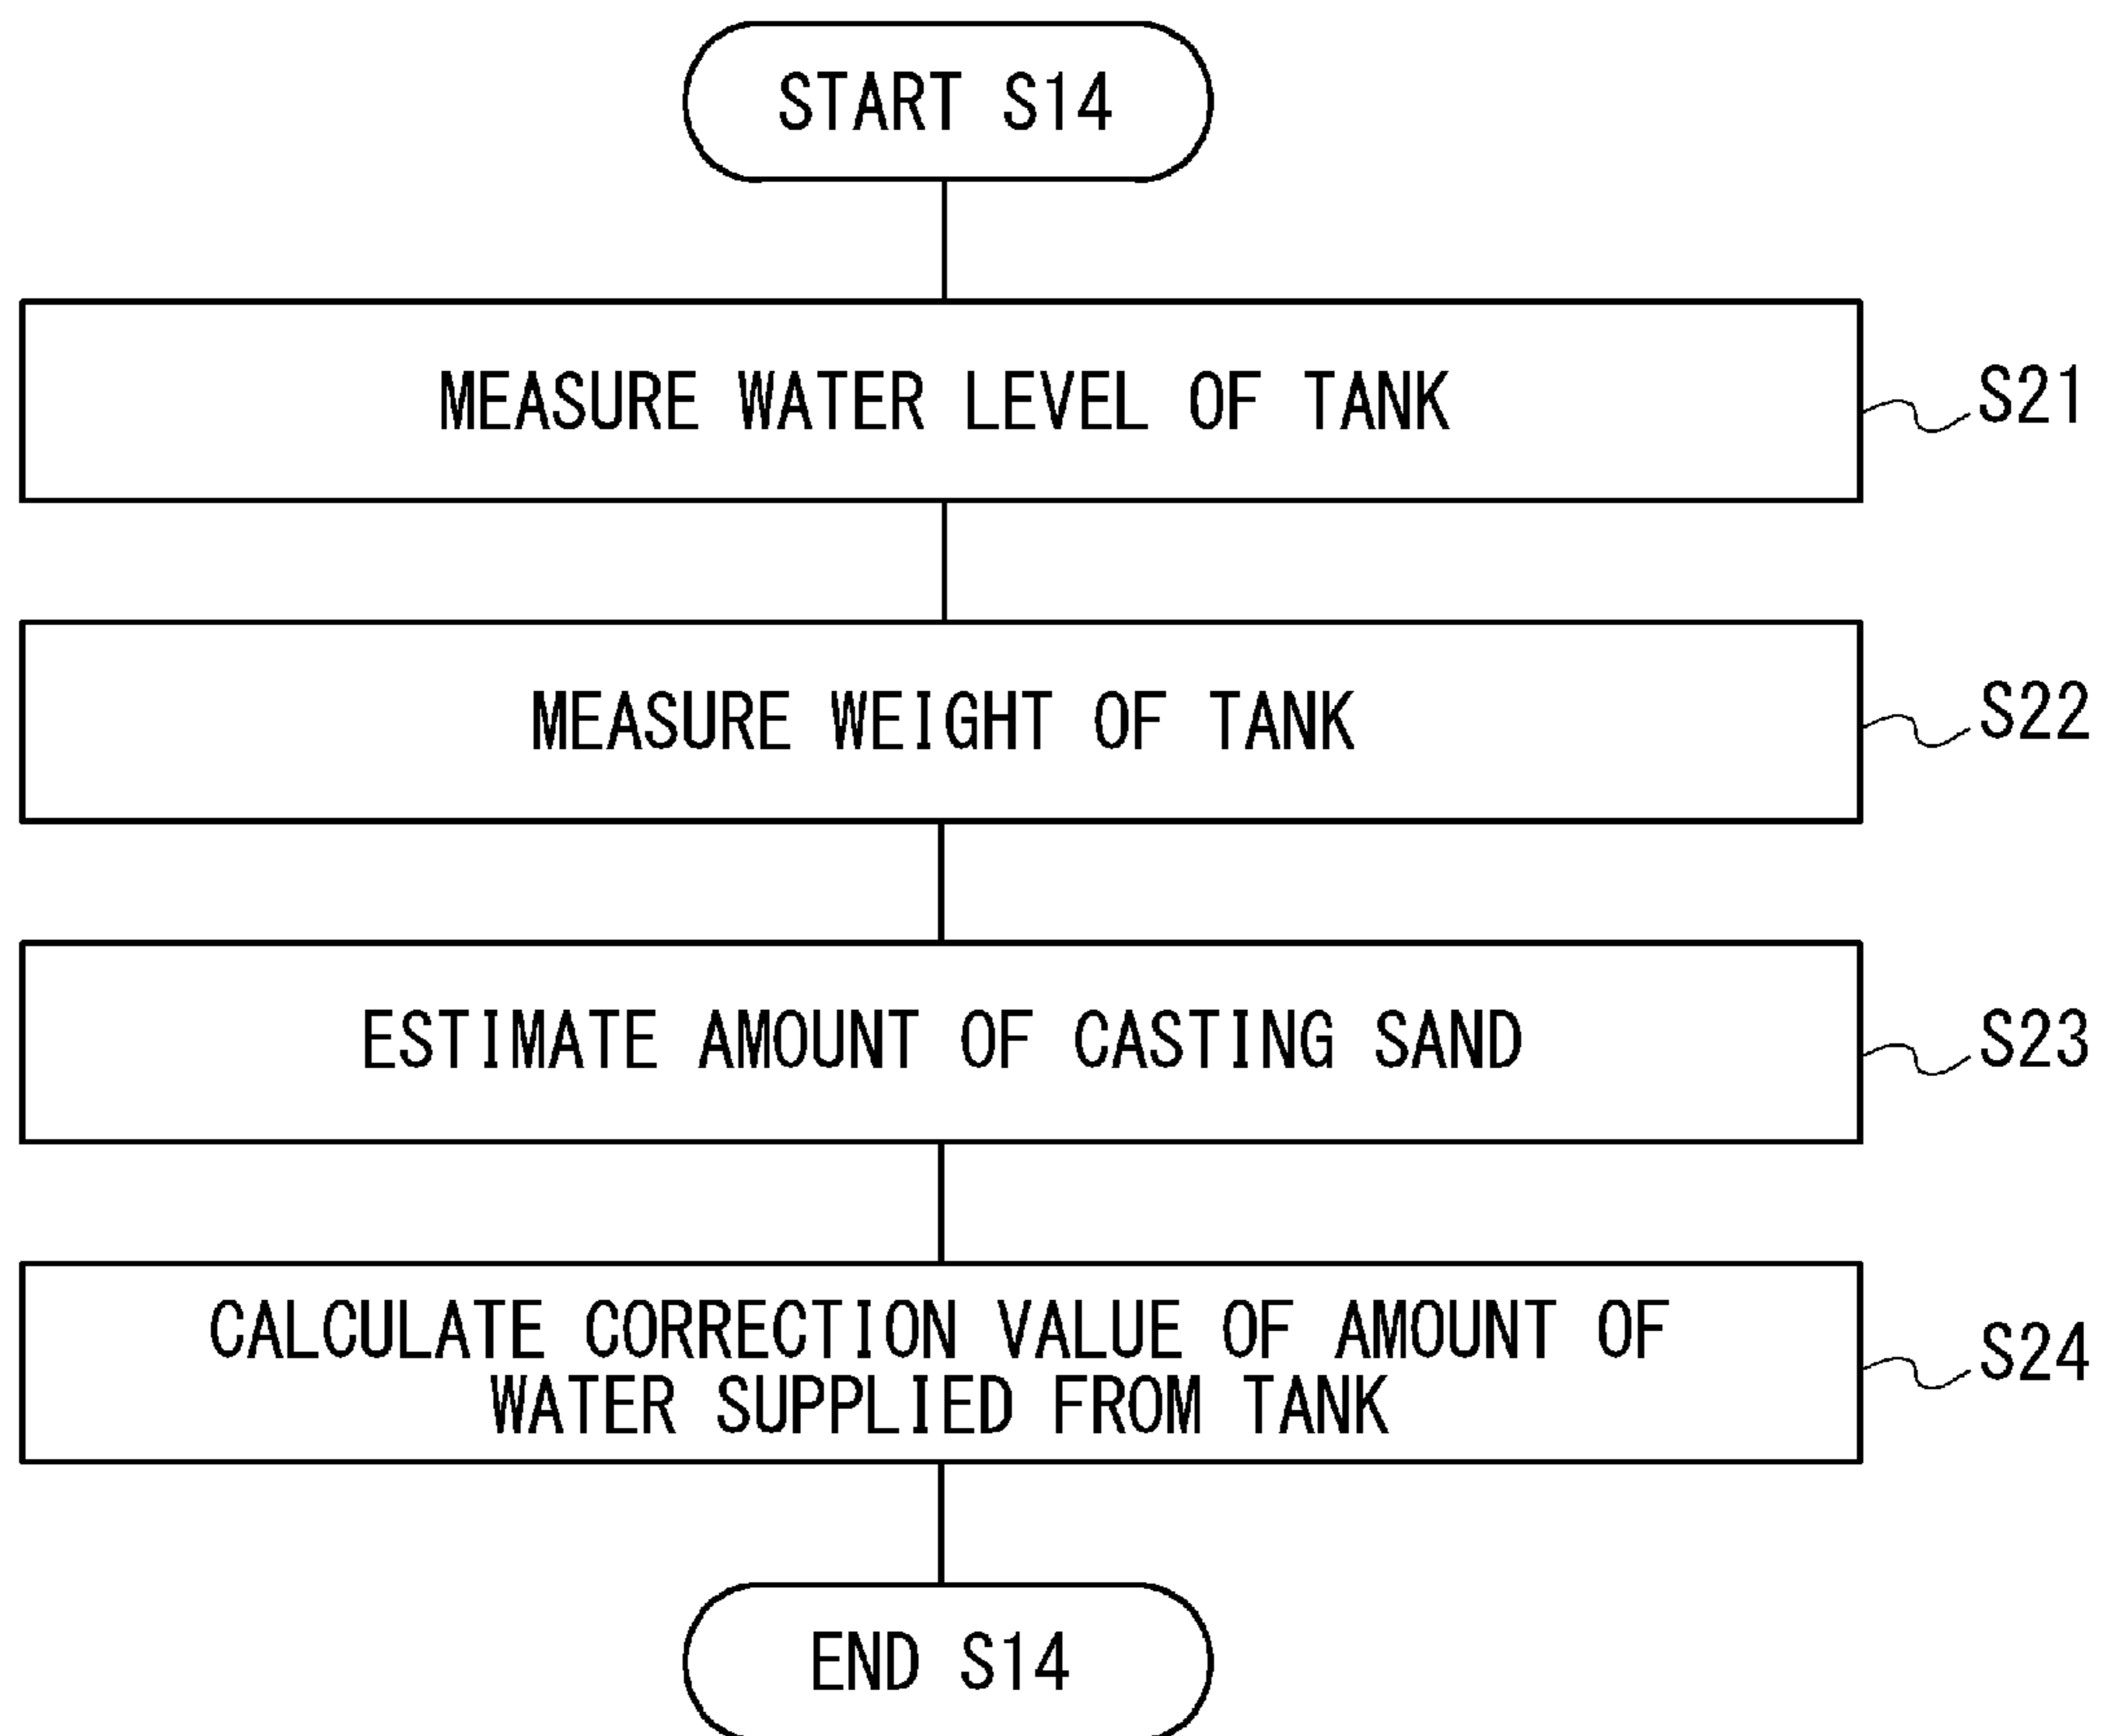 START S14
MEASURE WATER LEVEL OF TANK
S21
MEASURE WEIGHT OF TANK
S22
ESTIMATE AMOUNT OF CASTING SAND
S23
CALCULATE CORRECTION VALUE OF AMOUNT OF
WATER SUPPLIED FROM TANK
S24
END S14